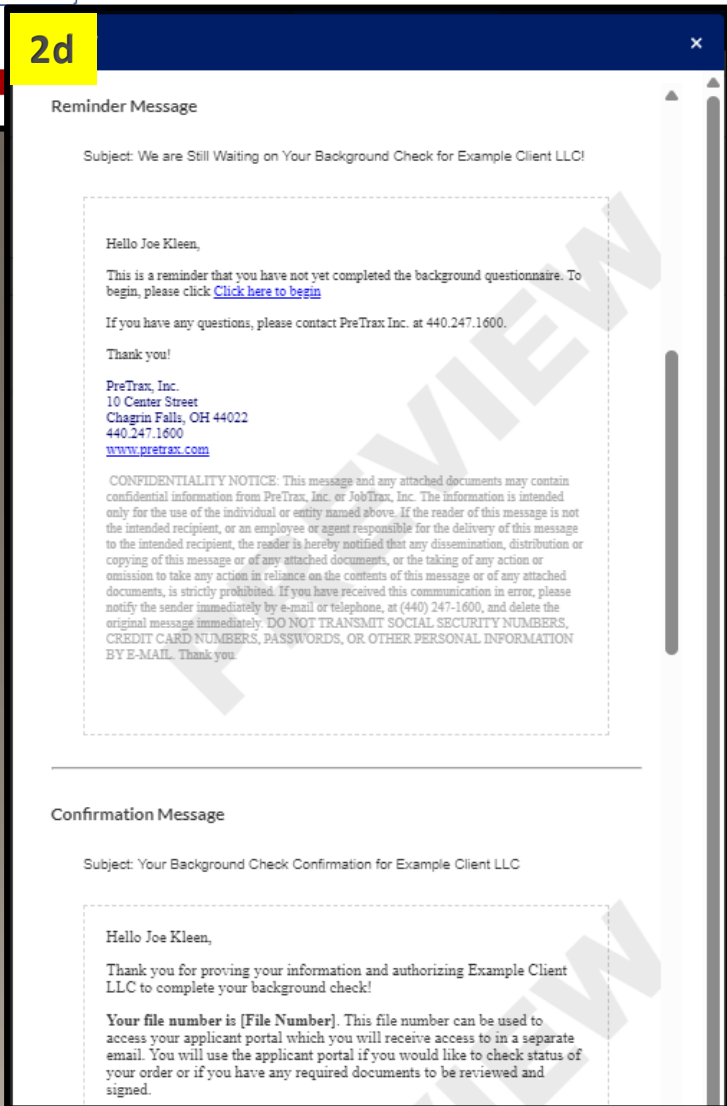 2d
×
Reminder Message
Subject: We are Still Waiting on Your Background Check for Example Client LLC!
Hello Joe Kleen,
This is a reminder that you have not yet completed the background questionnaire. To
begin, please click Click here to begin
If you have any questions, please contact PreTrax Inc. at 440.247.1600.
Thank you!
PreTrax, Inc.
10 Center Street
Chagrin Falls, OH 44022
440.247.1600
www.pretrax.com
CONFIDENTIALITY NOTICE: This message and any attached documents may contain
confidential information from PreTrax, Inc. or JobTrax, Inc. The information is intended
only for the use of the individual or entity named above. If the reader of this message is not
the intended recipient, or an employee or agent responsible for the delivery of this message
to the intended recipient, the reader is hereby notified that any dissemination, distribution or
copying of this message or of any attached documents, or the taking of any action or
omission to take any action in reliance on the contents of this message or of any attached
documents, is strictly prohibited. If you have received this communication in error, please
notify the sender immediately by e-mail or telephone, at (440) 247-1600, and delete the
original message immediately. DO NOT TRANSMIT SOCIAL SECURITY NUMBERS,
CREDIT CARD NUMBERS, PASSWORDS, OR OTHER PERSONAL INFORMATION
BY E-MAIL. Thank you.
PREVIEW
Confirmation Message
Subject: Your Background Check Confirmation for Example Client LLC
Hello Joe Kleen,
Thank you for proving your information and authorizing Example Client
LLC to complete your background check!
Your file number is [File Number]. This file number can be used to
access your applicant portal which you will receive access to in a separate
email. You will use the applicant portal if you would like to check status of
your order or if you have any required documents to be reviewed and
signed.